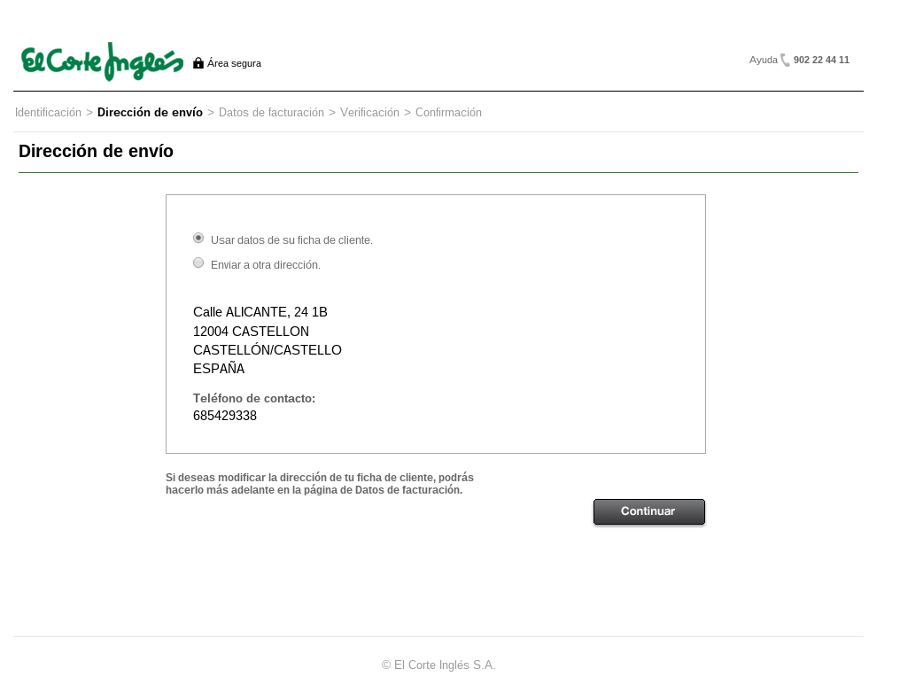 El Corte Inglés
Área segura
Ayuda 902 22 44 11
Identificación > Dirección de envío > Datos de facturación > Verificación > Confirmación
Dirección de envío
Usar datos de su ficha de cliente.
Enviar a otra dirección.
Calle ALICANTE, 24 1B
12004 CASTELLON
CASTELLÓN/CASTELLO
ESPAÑA
Teléfono de contacto:
685429338
Si deseas modificar la dirección de tu ficha de cliente, podrás
hacerlo más adelante en la página de Datos de facturación.
Continuar
© El Corte Inglés S.A.